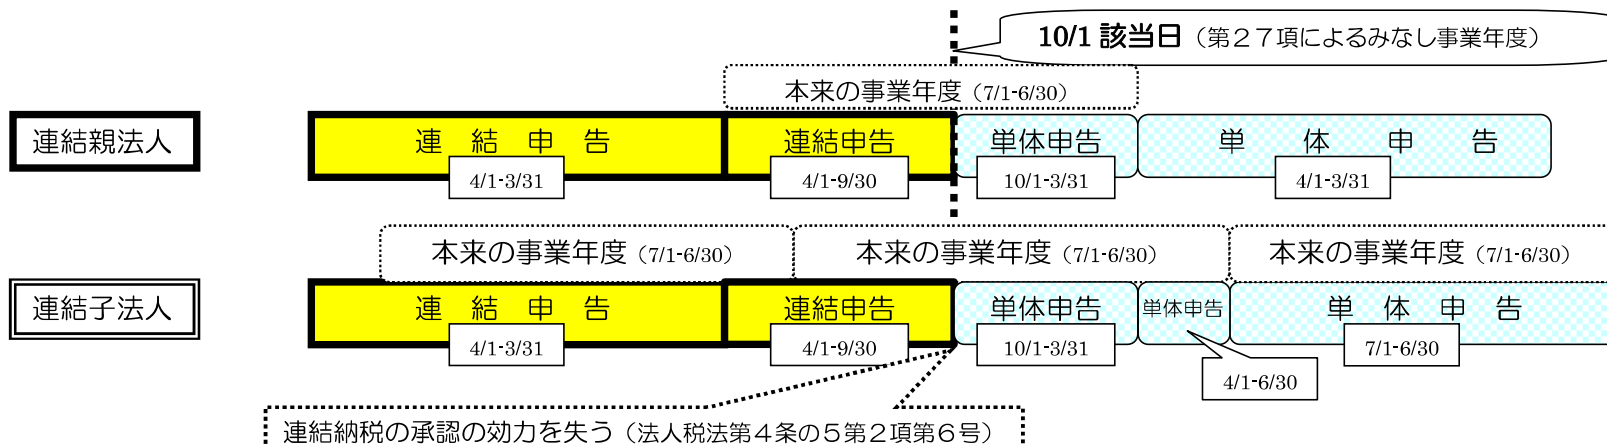 10/1 該当日（第２７項によるみなし事業年度）
本来の事業年度（7/1-6/30）
連結親法人
連 結 申 告
連結申告
単体申告
単 体 申 告
4/1-3/31
4/1-9/30
10/1-3/31
4/1-3/31
本来の事業年度（7/1-6/30）
本来の事業年度（7/1-6/30）
本来の事業年度（7/1-6/30）
連結子法人
連 結 申 告
連結申告
単体申告
単体申告
単 体 申 告
4/1-3/31
4/1-9/30
10/1-3/31
7/1-6/30
4/1-6/30
連結納税の承認の効力を失う（法人税法第４条の５第２項第６号）